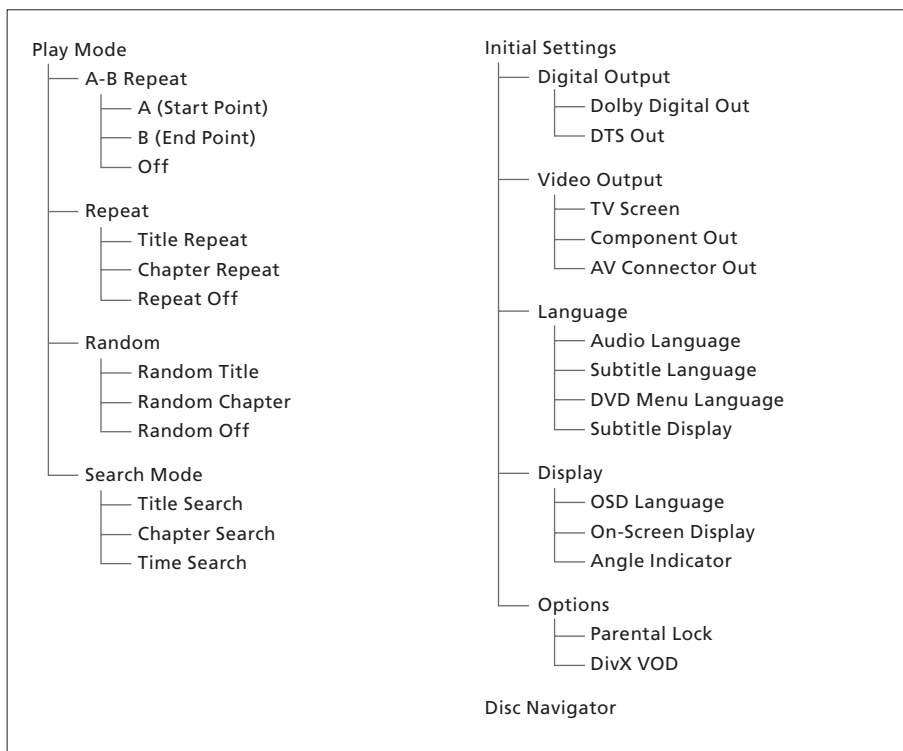 Play Mode
A-B Repeat
A (Start Point)
B (End Point)
Off
Repeat
Title Repeat
Chapter Repeat
Repeat Off
Random
Random Title
Random Chapter
Random Off
Search Mode
Title Search
Chapter Search
Time Search
Initial Settings
Digital Output
Dolby Digital Out
DTS Out
Video Output
TV Screen
Component Out
AV Connector Out
Language
Audio Language
Subtitle Language
DVD Menu Language
Subtitle Display
Display
OSD Language
On-Screen Display
Angle Indicator
Options
Parental Lock
DivX VOD
Disc Navigator